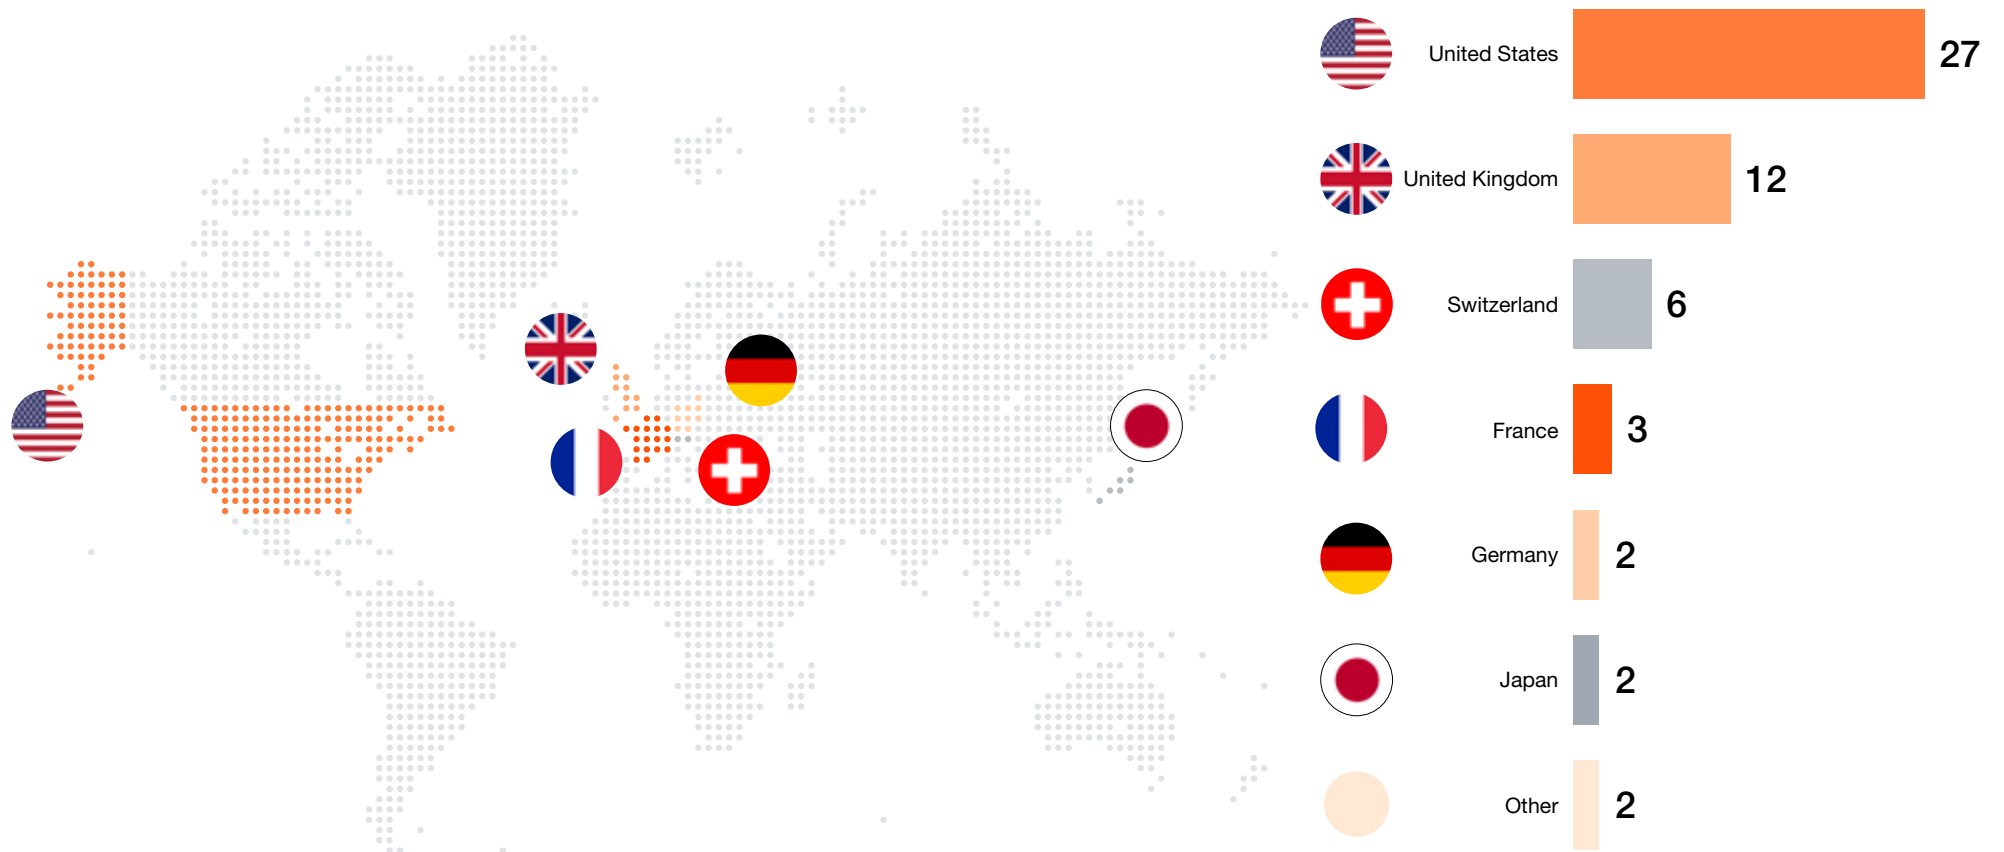 United States 27
United Kingdom 12
Switzerland 6
France 3
Germany 2
Japan 2
Other 2